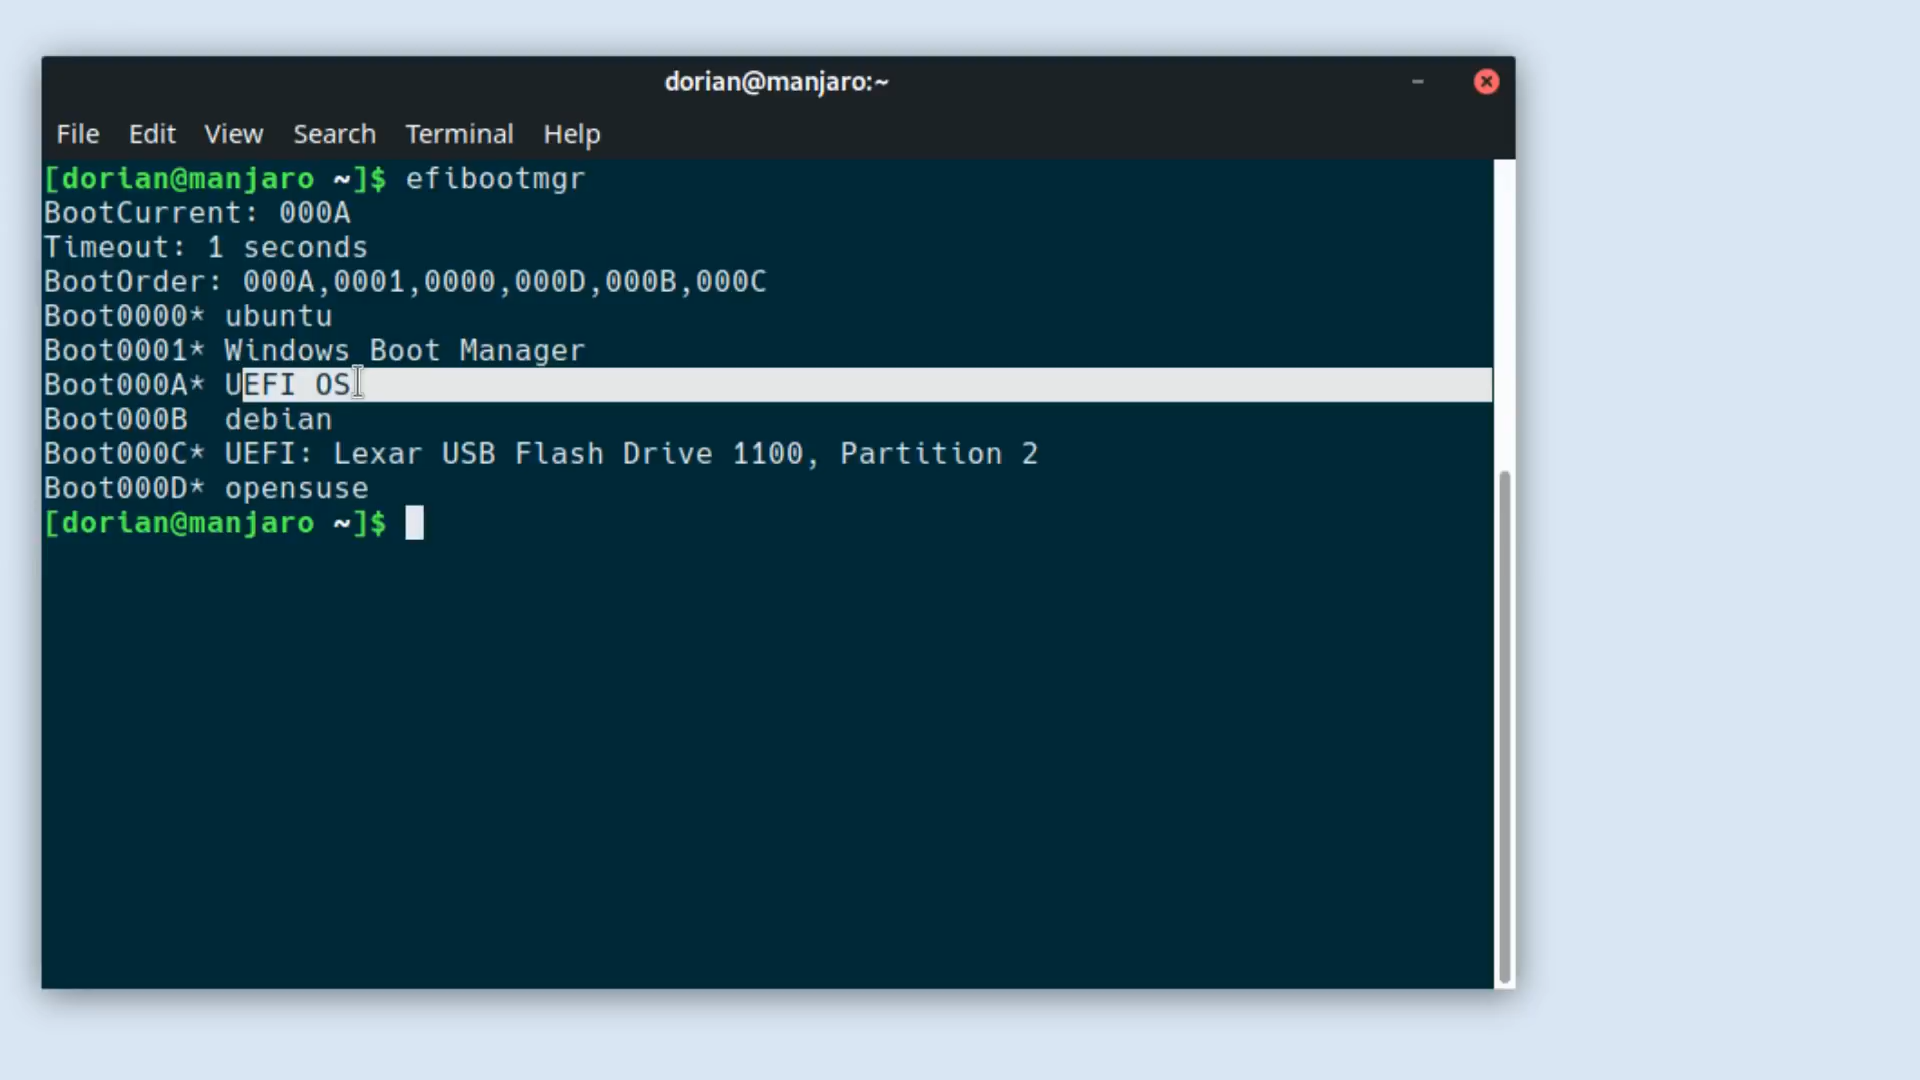 dorian@manjaro:~
File Edit View Search Terminal Help
[dorian@manjaro ~]$ efibootmgr
BootCurrent: 000A
Timeout: 1 seconds
BootOrder: 000A,0001,0000,000D,000B,000C
Boot0000* ubuntu
Boot0001* Windows Boot Manager
Boot000A* UEFI OS
Boot000B  debian
Boot000C* UEFI: Lexar USB Flash Drive 1100, Partition 2
Boot000D* opensuse
[dorian@manjaro ~]$